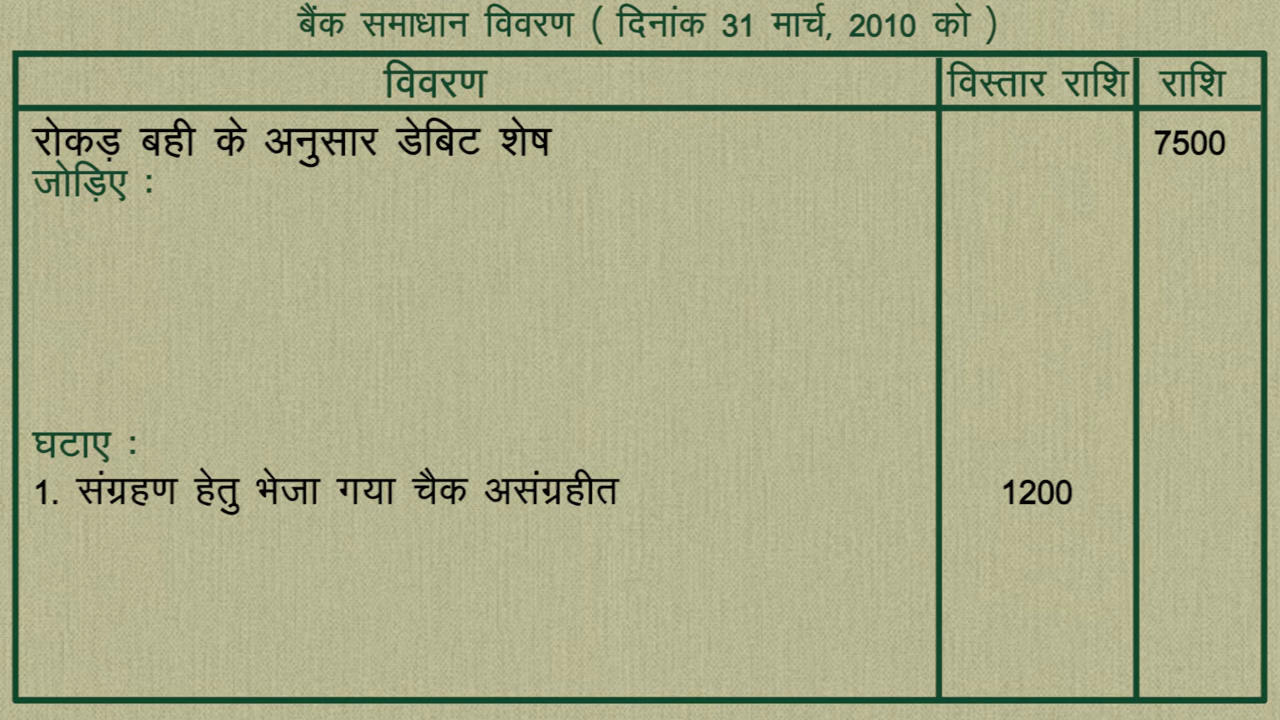 बैंक समाधान विवरण ( दिनांक 31 मार्च, 2010 को )
विवरण विस्तार राशि राशि
रोकड़ बही के अनुसार डेबिट शेष 7500
जोड़िए :
घटाए :
1. संग्रहण हेतु भेजा गया चैक असंग्रहीत 1200